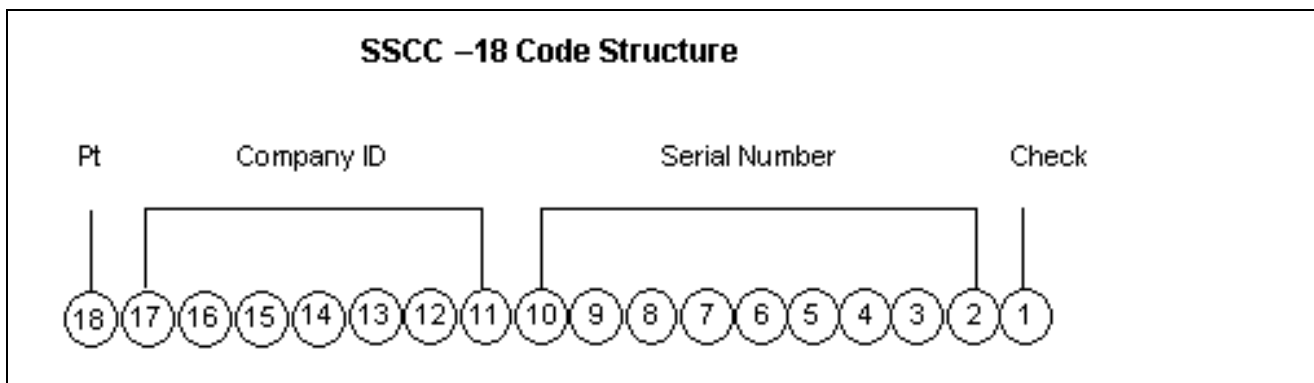 SSCC –18 Code Structure
Pt Company ID Serial Number Check
18 17 16 15 14 13 12 11 10 9 8 7 6 5 4 3 2 1